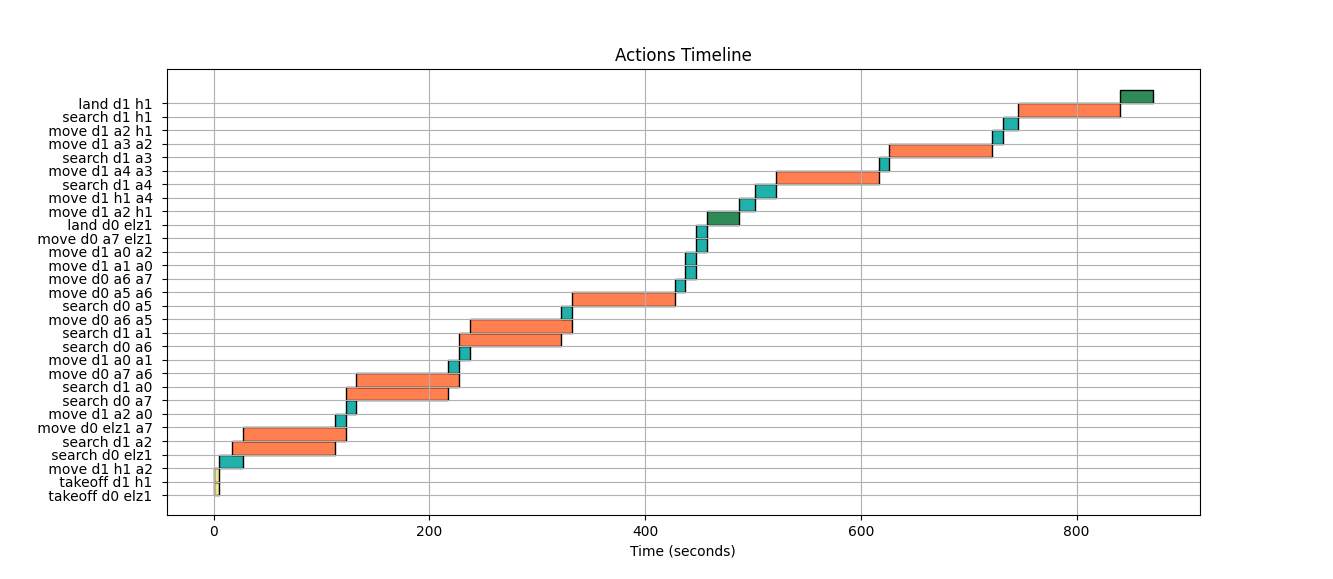 Actions Timeline
land d1 h1
search d1 h1
move d1 a2 h1
move d1 a3 a2
search d1 a3
move d1 a4 a3
search d1 a4
move d1 h1 a4
move d1 a2 h1
land d0 elz1
move d0 a7 elz1
move d1 a0 a2
move d1 a1 a0
move d0 a6 a7
move d0 a5 a6
search d0 a5
move d0 a6 a5
search d1 a1
search d0 a6
move d1 a0 a1
move d0 a7 a6
search d1 a0
search d0 a7
move d1 a2 a0
move d0 elz1 a7
search d1 a2
search d0 elz1
move d1 h1 a2
takeoff d1 h1
takeoff d0 elz1
0 200 400 600 800
Time (seconds)